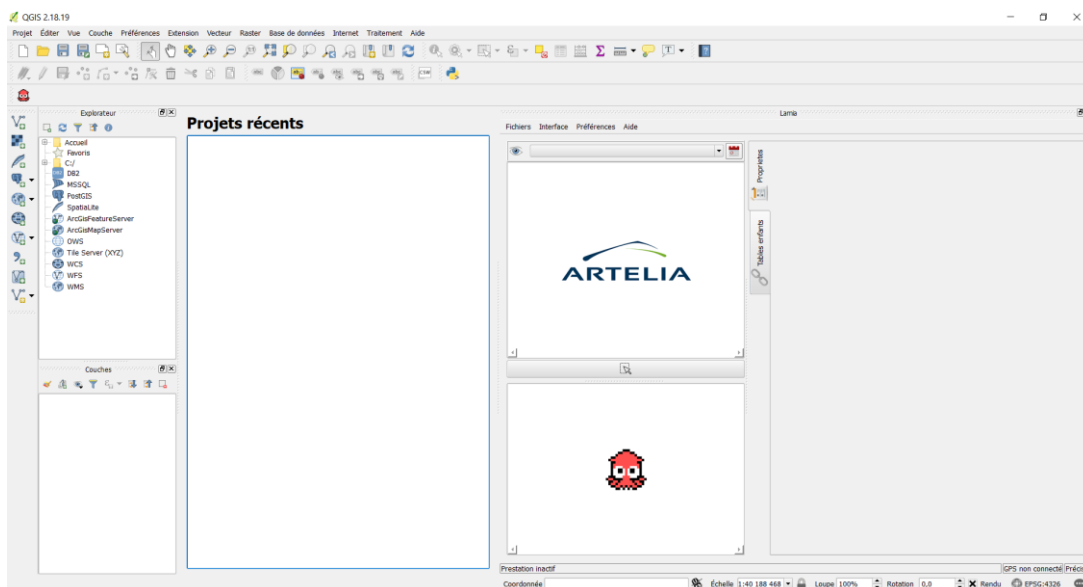 QGIS 2.18.19
Projet Éditer Vue Couche Préférences Extension Vecteur Raster Base de données Internet Traitement Aide
CSW
Explorateur
Accueil
Favoris
C:/
DB2
MSSQL
PostGIS
SpatiaLite
ArcGisFeatureServer
ArcGisMapServer
OWS
Tile Server (XYZ)
WCS
WFS
WMS
Couches
Projets récents
Lamia
Fichiers Interface Préférences Aide
ARTELIA
Proprietes
Tables enfants
Prestation inactif
GPS non connecté
Préci
Coordonnée
Échelle 1:40 188 468
Loupe 100%
Rotation 0,0
Rendu
EPSG:4326